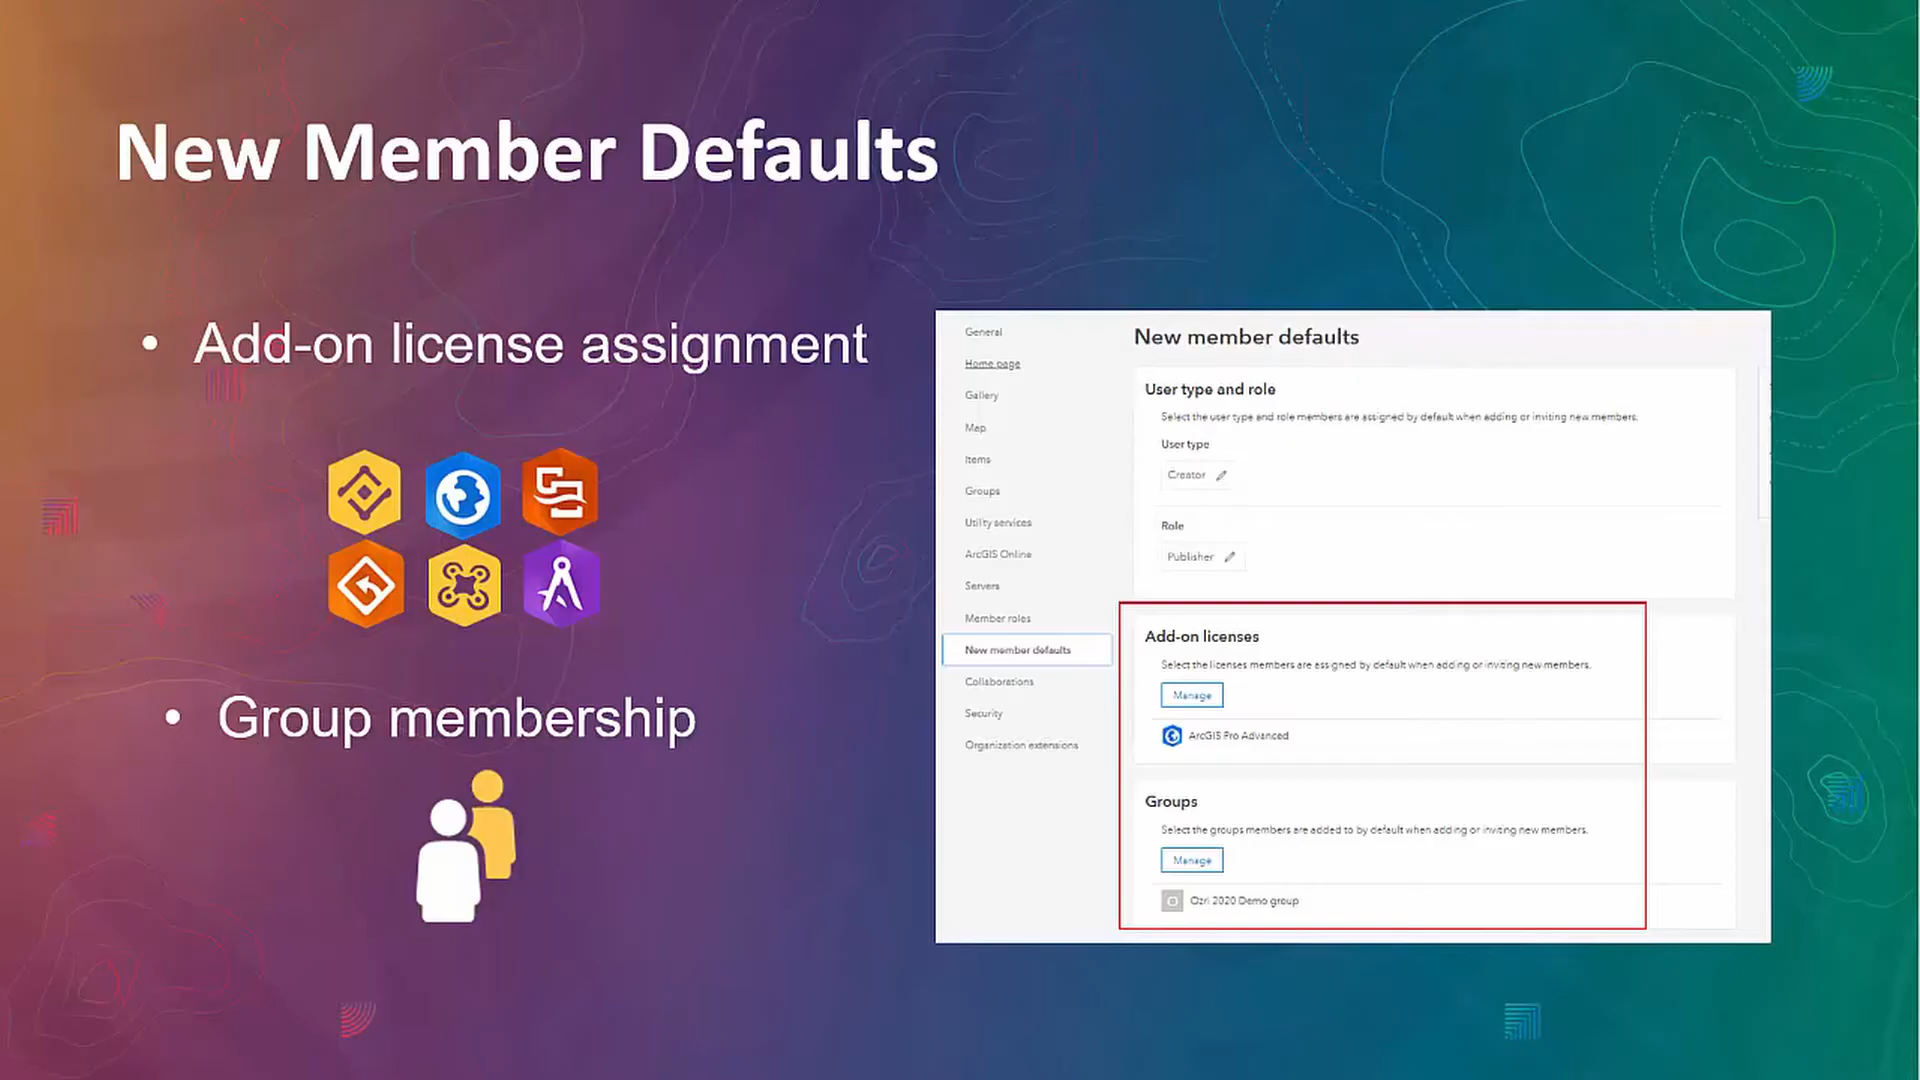 New Member Defaults
• Add-on license assignment
• Group membership
General
Home page
Gallery
Map
Items
Groups
Utility services
ArcGIS Online
Servers
Member roles
New member defaults
Collaborations
Security
Organization extensions
New member defaults
User type and role
Select the user type and role members are assigned by default when adding or inviting new members.
User type
Creator
Role
Publisher
Add-on licenses
Select the licenses members are assigned by default when adding or inviting new members.
Manage
ArcGIS Pro Advanced
Groups
Select the groups members are added to by default when adding or inviting new members.
Manage
O Ozri 2020 Demo group